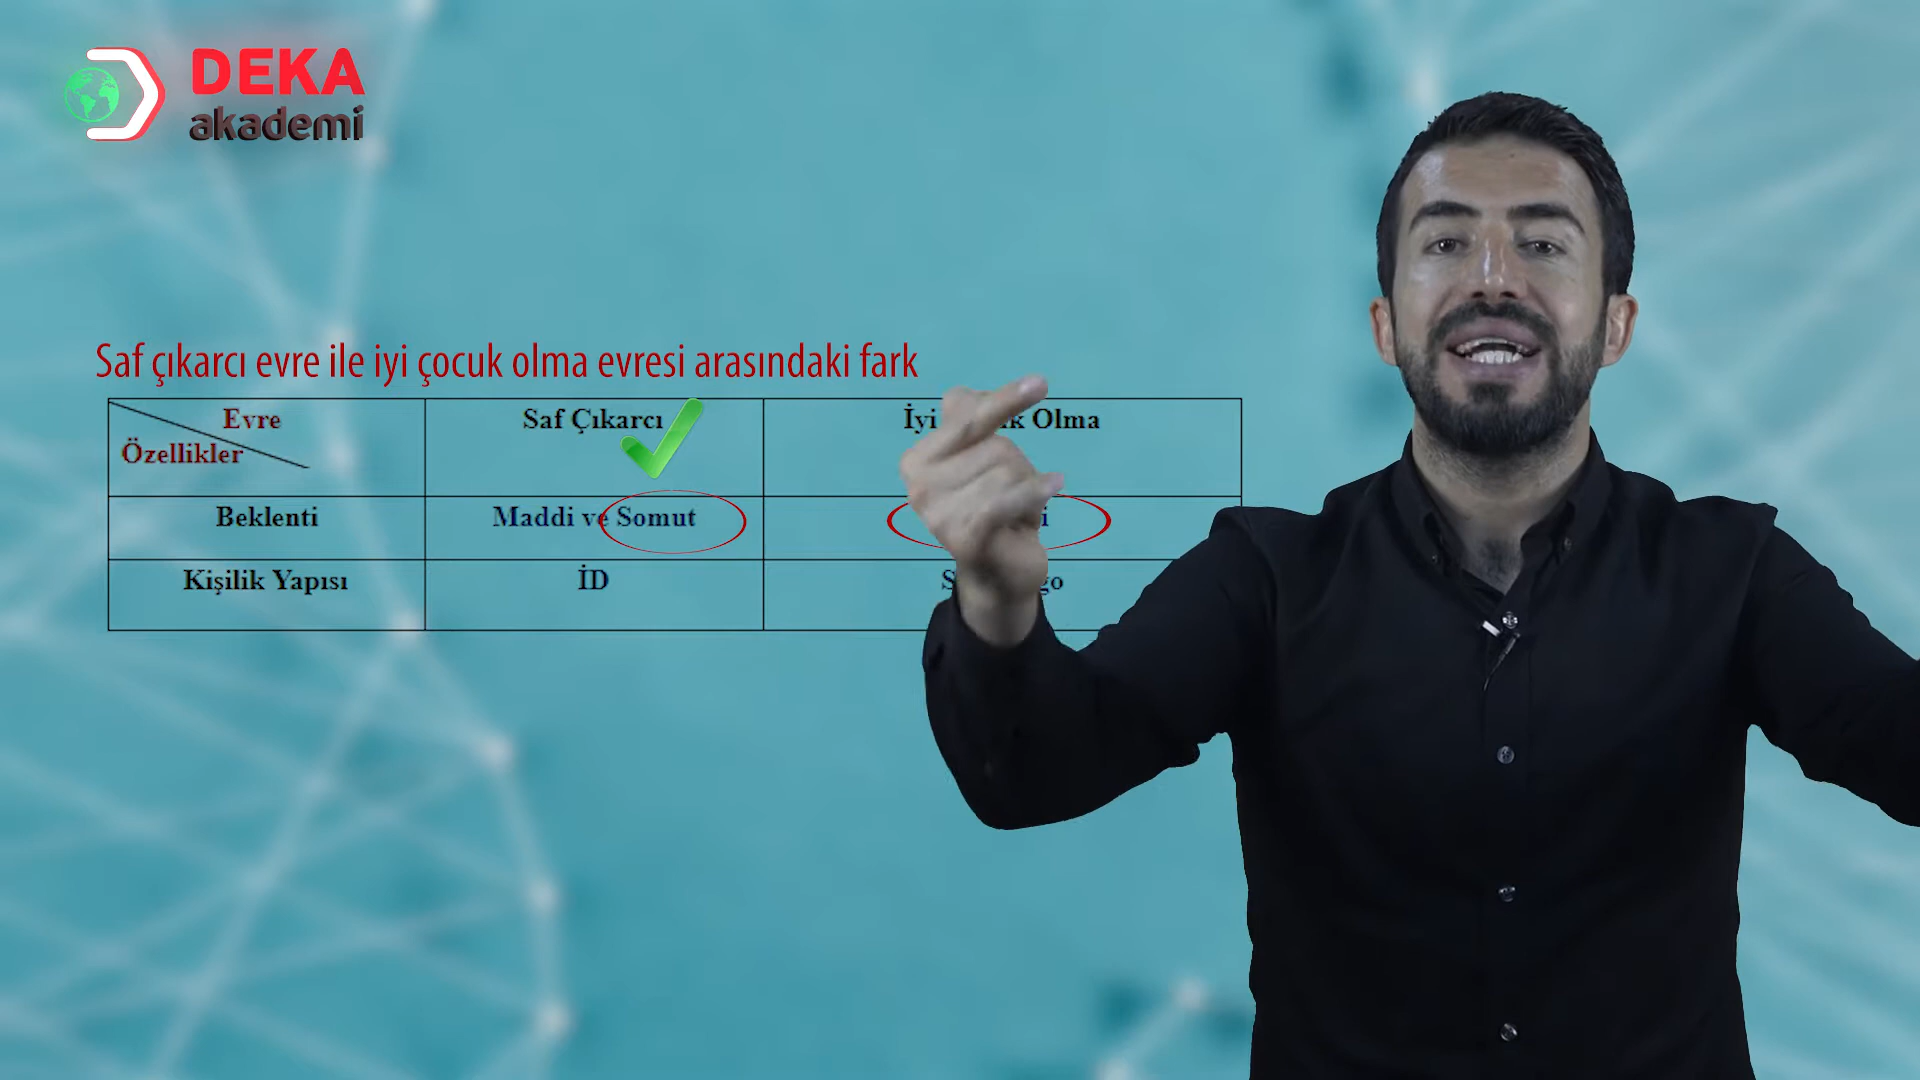 DEKA
akademi
Saf çıkarcı evre ile iyi çocuk olma evresi arasındaki fark
Evre
Özellikler
Saf Çıkarcı
İyi Olma
Beklenti
Maddi ve Somut
Kişilik Yapısı
İD